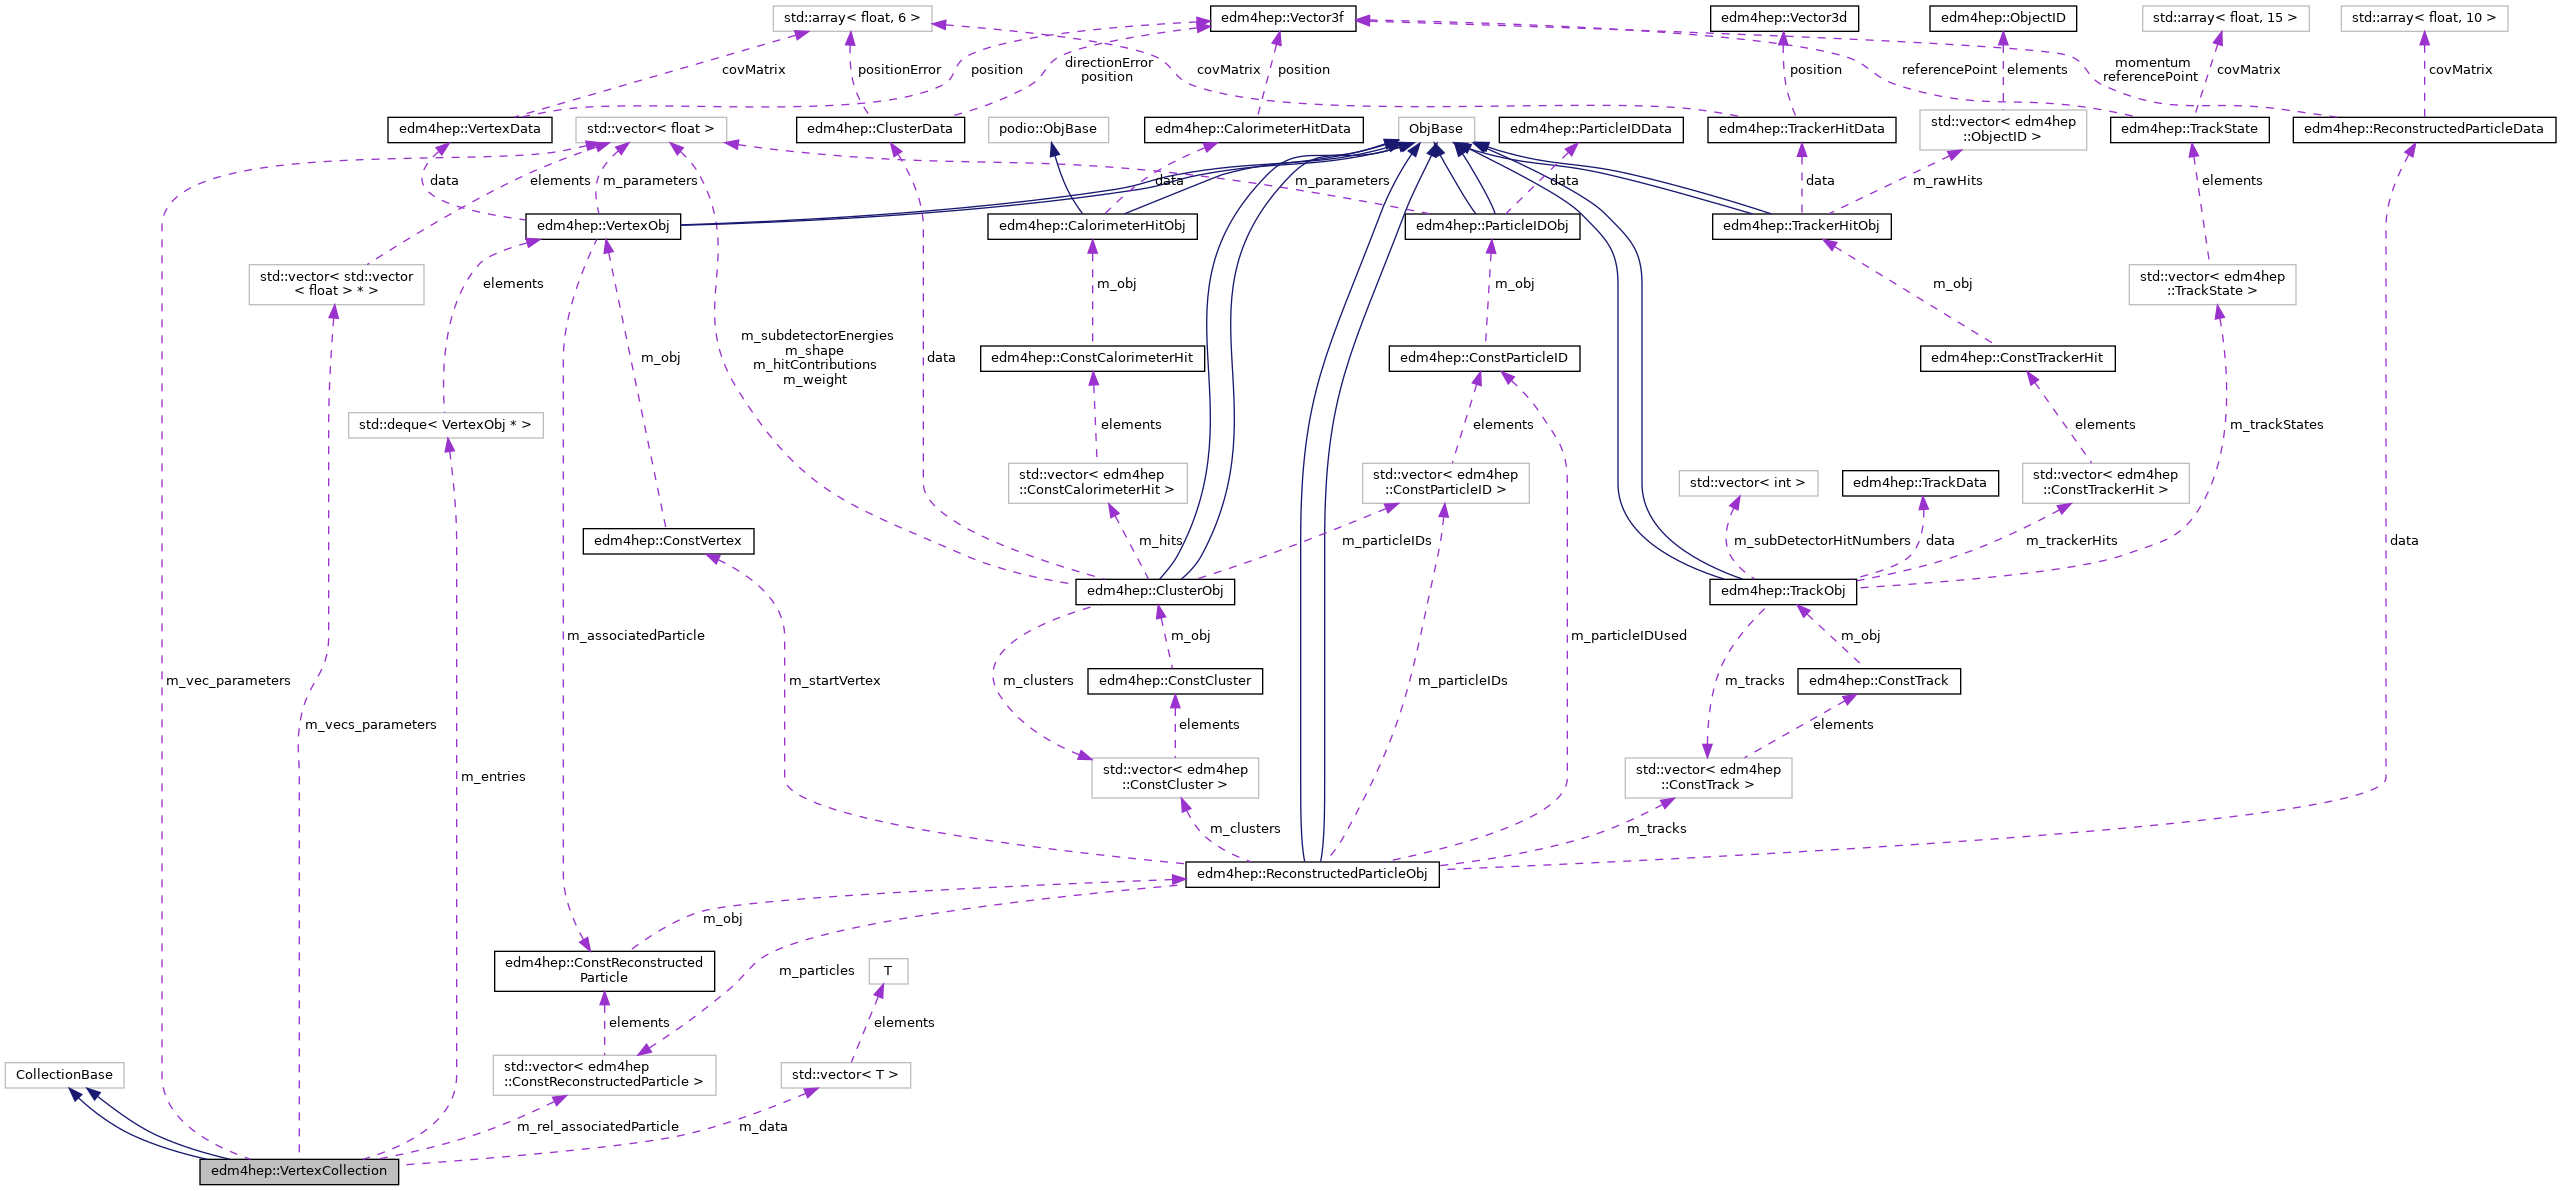 std::array< float, 6 >
edm4hep::Vector3f
edm4hep::Vector3d
edm4hep::ObjectID
std::array< float, 15 >
std::array< float, 10 >
covMatrix
positionError
position
directionError
position
covMatrix
position
position
referencePoint
elements
momentum
referencePoint
covMatrix
covMatrix
edm4hep::VertexData
std::vector< float >
edm4hep::ClusterData
podio::ObjBase
edm4hep::CalorimeterHitData
ObjBase
edm4hep::ParticleIDData
edm4hep::TrackerHitData
std::vector< edm4hep
::ObjectID >
edm4hep::TrackState
edm4hep::ReconstructedParticleData
data
elements
m_parameters
data
m_parameters
data
data
m_rawHits
elements
edm4hep::VertexObj
edm4hep::CalorimeterHitObj
edm4hep::ParticleIDObj
edm4hep::TrackerHitObj
std::vector< std::vector
< float > * >
elements
m_obj
m_obj
m_obj
std::vector< edm4hep
::TrackState >
m_obj
m_subdetectorEnergies
m_shape
m_hitContributions
m_weight
data
edm4hep::ConstCalorimeterHit
edm4hep::ConstParticleID
edm4hep::ConstTrackerHit
std::deque< VertexObj * >
elements
elements
elements
m_trackStates
std::vector< edm4hep
::ConstCalorimeterHit >
std::vector< edm4hep
::ConstParticleID >
std::vector< int >
edm4hep::TrackData
std::vector< edm4hep
::ConstTrackerHit >
edm4hep::ConstVertex
m_hits
m_particleIDs
m_subDetectorHitNumbers
data
m_trackerHits
data
edm4hep::ClusterObj
edm4hep::TrackObj
m_associatedParticle
m_obj
m_particleIDUsed
m_obj
m_vec_parameters
m_startVertex
m_clusters
edm4hep::ConstCluster
m_particleIDs
m_tracks
edm4hep::ConstTrack
m_vecs_parameters
elements
elements
m_entries
std::vector< edm4hep
::ConstCluster >
std::vector< edm4hep
::ConstTrack >
m_clusters
m_tracks
edm4hep::ReconstructedParticleObj
m_obj
edm4hep::ConstReconstructed
Particle
m_particles
T
elements
elements
CollectionBase
std::vector< edm4hep
::ConstReconstructedParticle >
std::vector< T >
m_rel_associatedParticle
m_data
edm4hep::VertexCollection